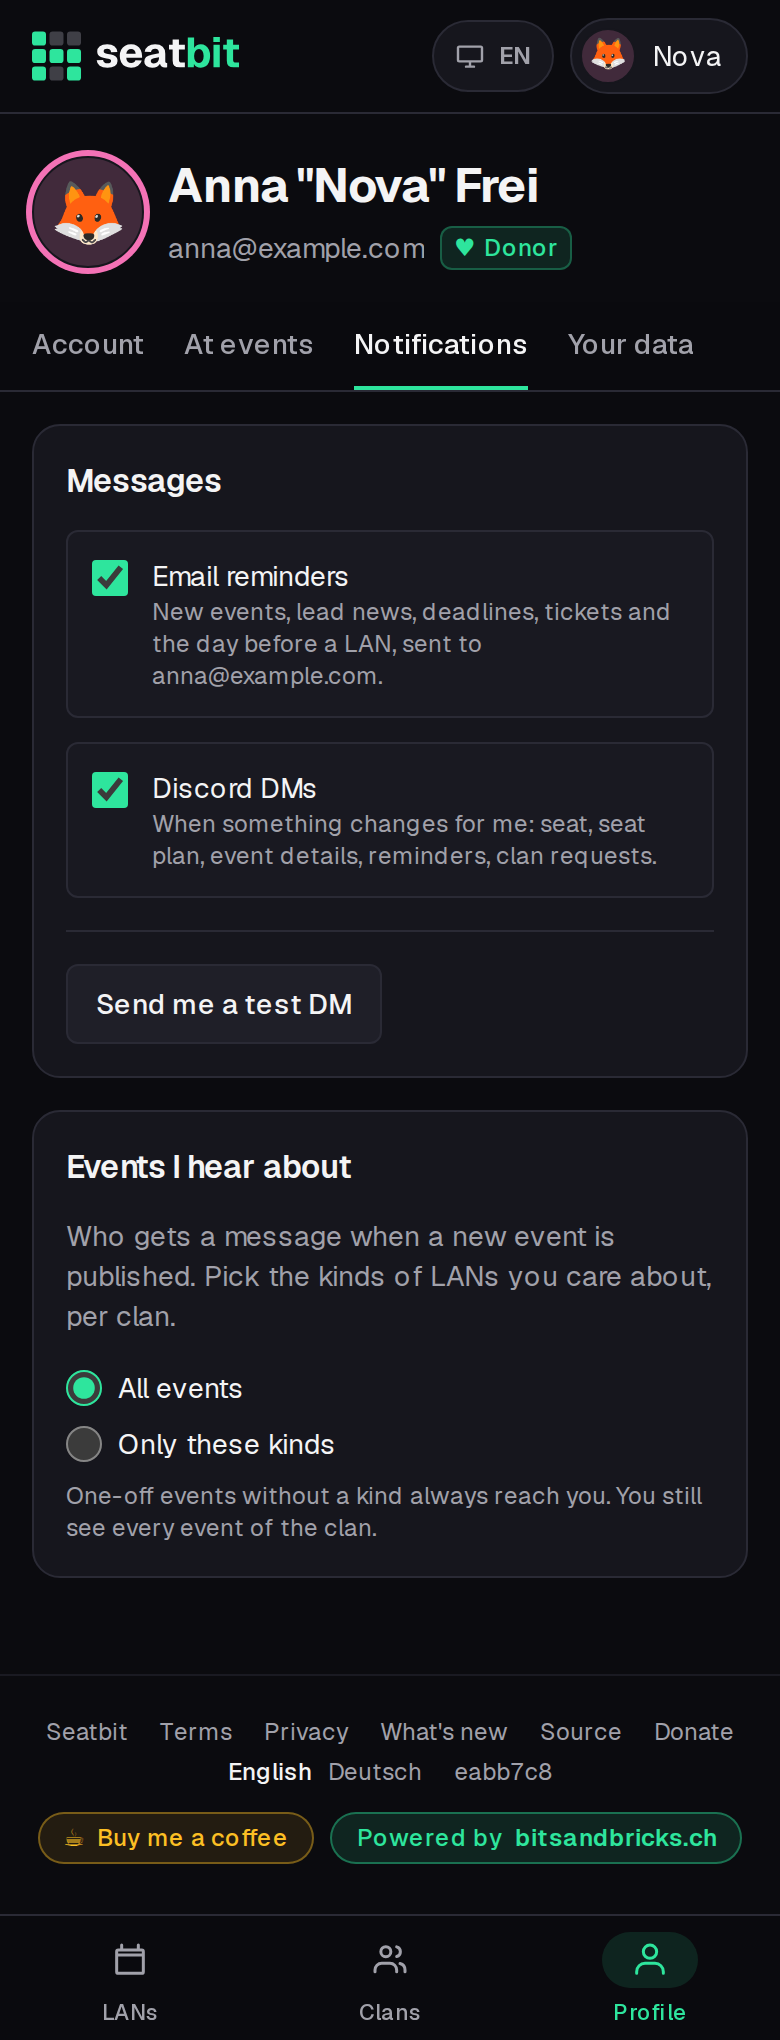 seatbit
EN
Nova
Anna "Nova" Frei
anna@example.com
♥ Donor
Account
At events
Notifications
Your data
Messages
Email reminders
New events, lead news, deadlines, tickets and
the day before a LAN, sent to
anna@example.com.
Discord DMs
When something changes for me: seat, seat
plan, event details, reminders, clan requests.
Send me a test DM
Events I hear about
Who gets a message when a new event is
published. Pick the kinds of LANs you care about,
per clan.
All events
Only these kinds
One-off events without a kind always reach you. You still
see every event of the clan.
Seatbit Terms Privacy What's new Source Donate
English Deutsch eabb7c8
Buy me a coffee
Powered by bitsandbricks.ch
LANs
Clans
Profile